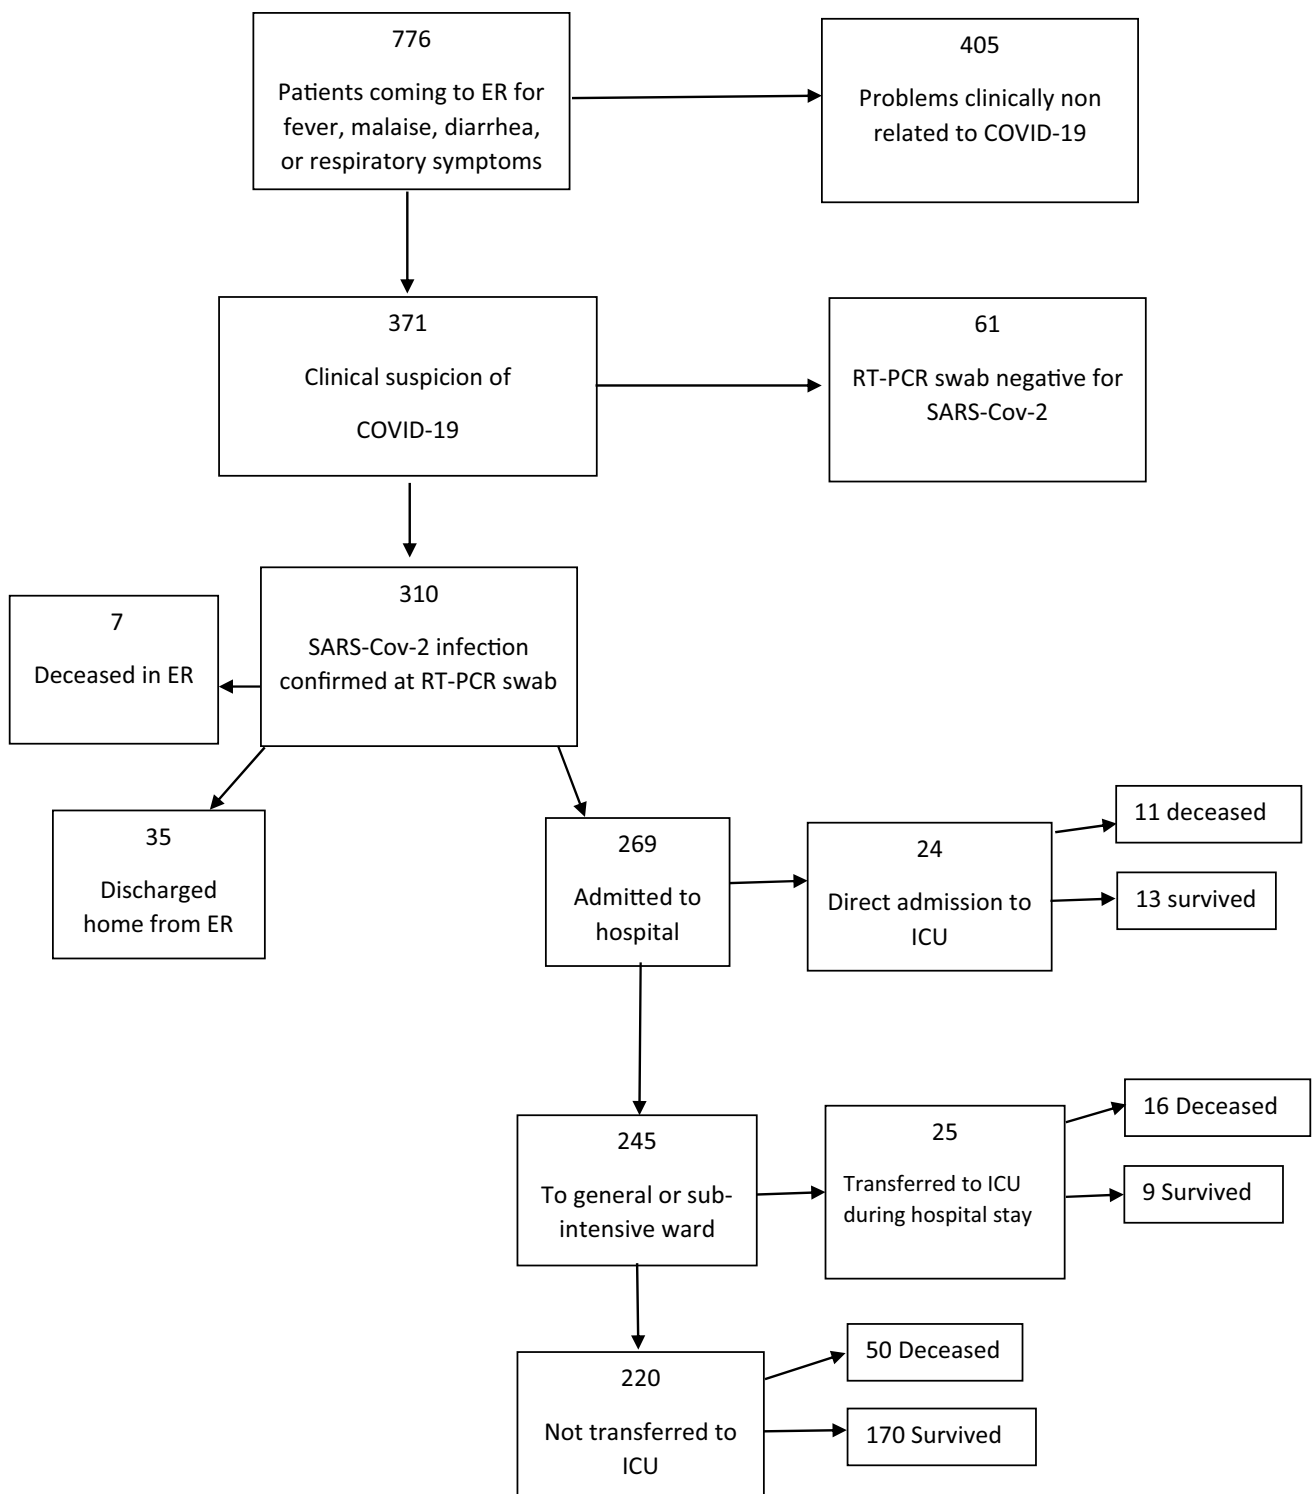 776
Patients coming to ER for
fever, malaise, diarrhea,
or respiratory symptoms
405
Problems clinically non
related to COVID-19
371
Clinical suspicion of
COVID-19
61
RT-PCR swab negative for
SARS-Cov-2
310
SARS-Cov-2 infection
confirmed at RT-PCR swab
7
Deceased in ER
35
Discharged
home from ER
269
Admitted to
hospital
24
Direct admission to
ICU
11 deceased
13 survived
245
To general or sub-
intensive ward
25
Transferred to ICU
during hospital stay
16 Deceased
9 Survived
220
Not transferred to
ICU
50 Deceased
170 Survived